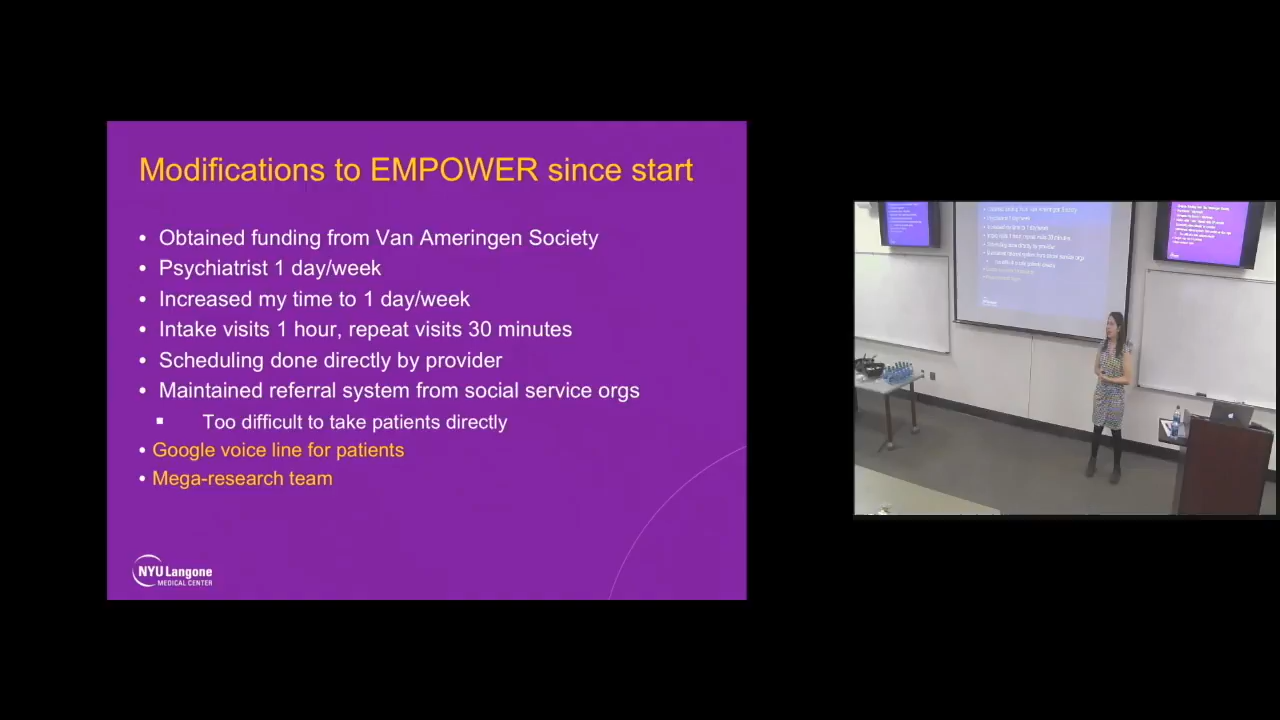 Modifications to EMPOWER since start
• Obtained funding from Van Ameringen Society
• Psychiatrist 1 day/week
• Increased my time to 1 day/week
• Intake visits 1 hour, repeat visits 30 minutes
• Scheduling done directly by provider
• Maintained referral system from social service orgs
▪ Too difficult to take patients directly
• Google voice line for patients
• Mega-research team
NYU Langone
MEDICAL CENTER